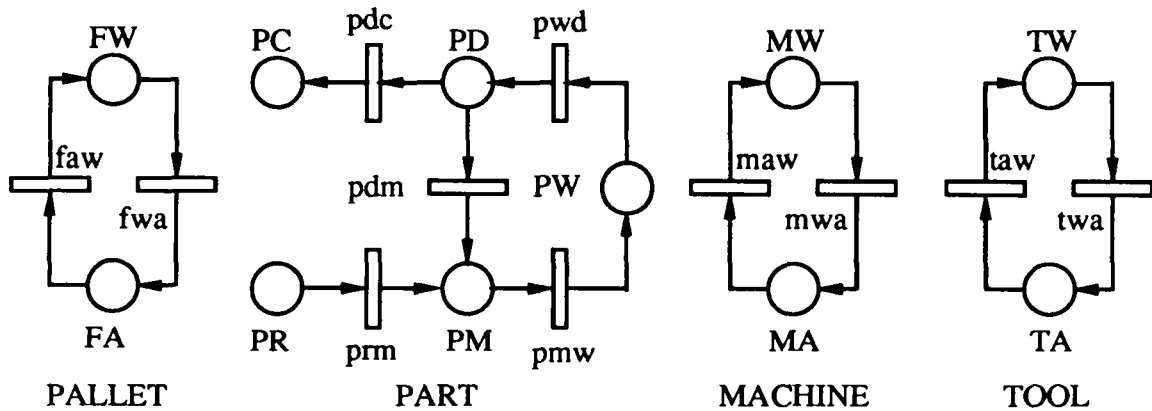 FW
faw
fwa
FA
PALLET
PC
pdc
PD
pwd
pdm
PW
PR
prm
PM
pmw
PART
MW
maw
mwa
MA
MACHINE
TW
taw
twa
TA
TOOL